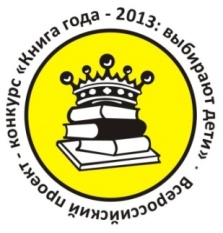 Всероссийский проект - конкурс «Книга года - 2013: выбирают дети» ·